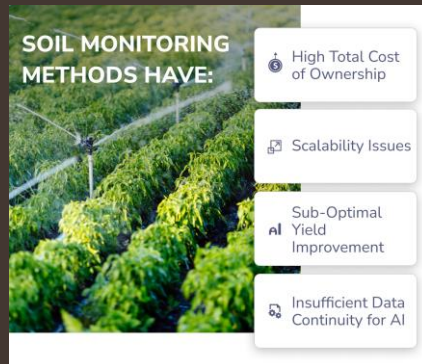 SOIL MONITORING
METHODS HAVE:
High Total Cost
of Ownership
Scalability Issues
Sub-Optimal
Yield
Improvement
Insufficient Data
Continuity for AI